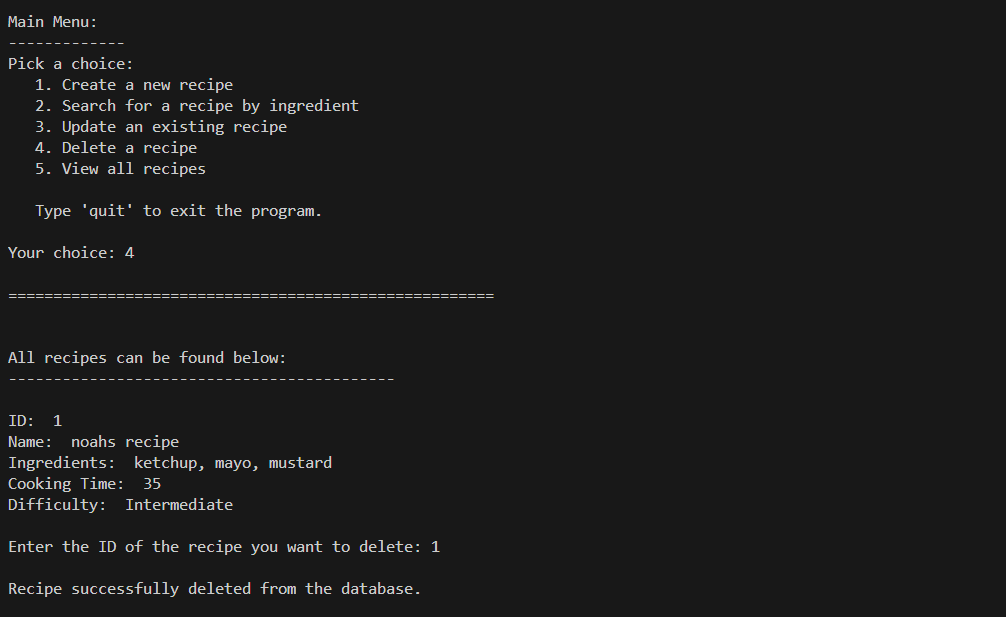 Main Menu:
-------------
Pick a choice:
   1. Create a new recipe
   2. Search for a recipe by ingredient
   3. Update an existing recipe
   4. Delete a recipe
   5. View all recipes

   Type 'quit' to exit the program.

Your choice: 4

======================================================

All recipes can be found below:
-------------------------------------------

ID:  1
Name:  noahs recipe
Ingredients:  ketchup, mayo, mustard
Cooking Time:  35
Difficulty:  Intermediate

Enter the ID of the recipe you want to delete: 1

Recipe successfully deleted from the database.